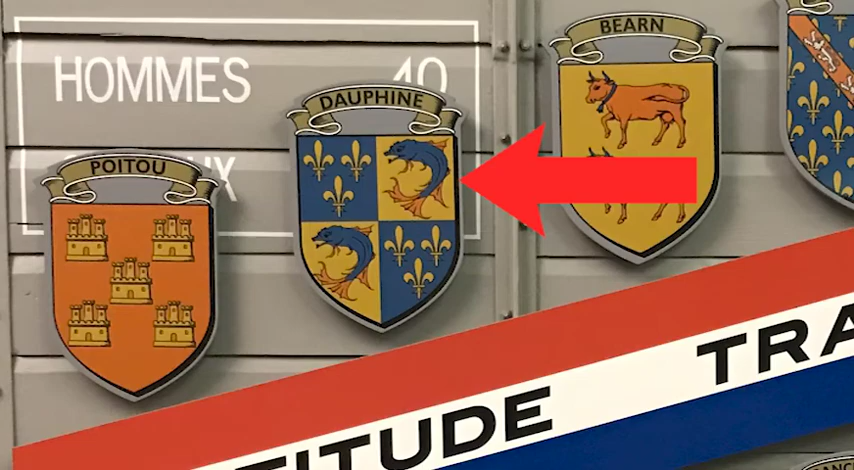 HOMMES 40
POITOU
DAUPHINE
BEARN
TITUDE TRA